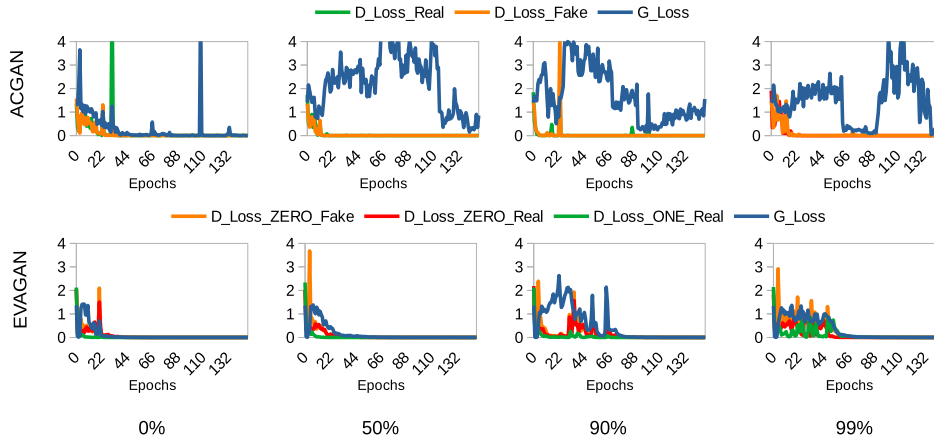 D_Loss_Real D_Loss_Fake G_Loss
ACGAN
4 4 4 4
3 3 3 3
2 2 2 2
1 1 1 1
0 0 0 0
0 22 44 66 88 110 132 0 22 44 66 88 110 132 0 22 44 66 88 110 132 0 22 44 66 88 110 132
Epochs Epochs Epochs Epochs
D_Loss_ZERO_Fake D_Loss_ZERO_Real D_Loss_ONE_Real G_Loss
EVAGAN
4 4 4 4
3 3 3 3
2 2 2 2
1 1 1 1
0 0 0 0
0 22 44 66 88 110 132 0 22 44 66 88 110 132 0 22 44 66 88 110 132 0 22 44 66 88 110 132
Epochs Epochs Epochs Epochs
0% 50% 90% 99%